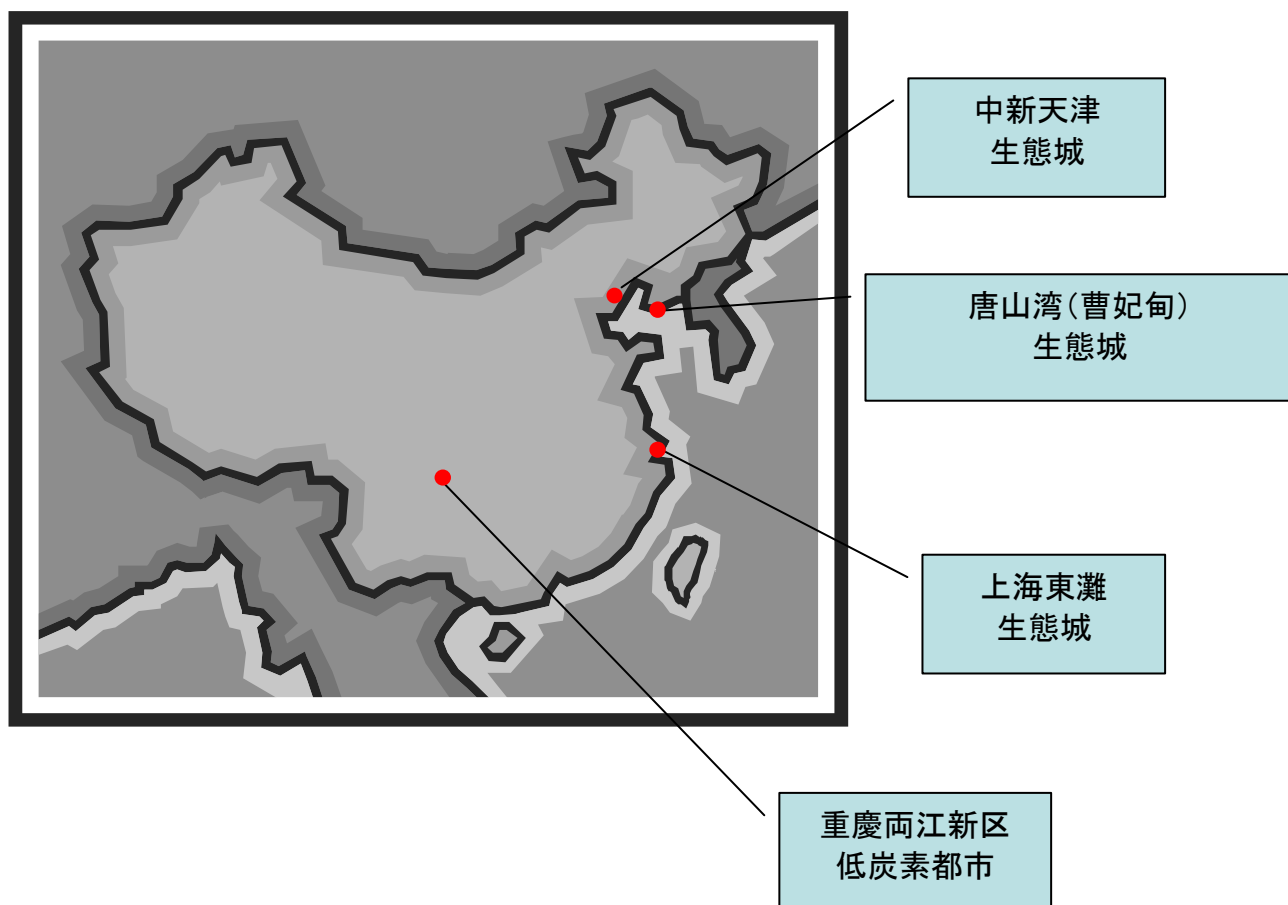 中新天津
生態城
唐山湾(曹妃甸)
生態城
上海東灘
生態城
重慶両江新区
低炭素都市